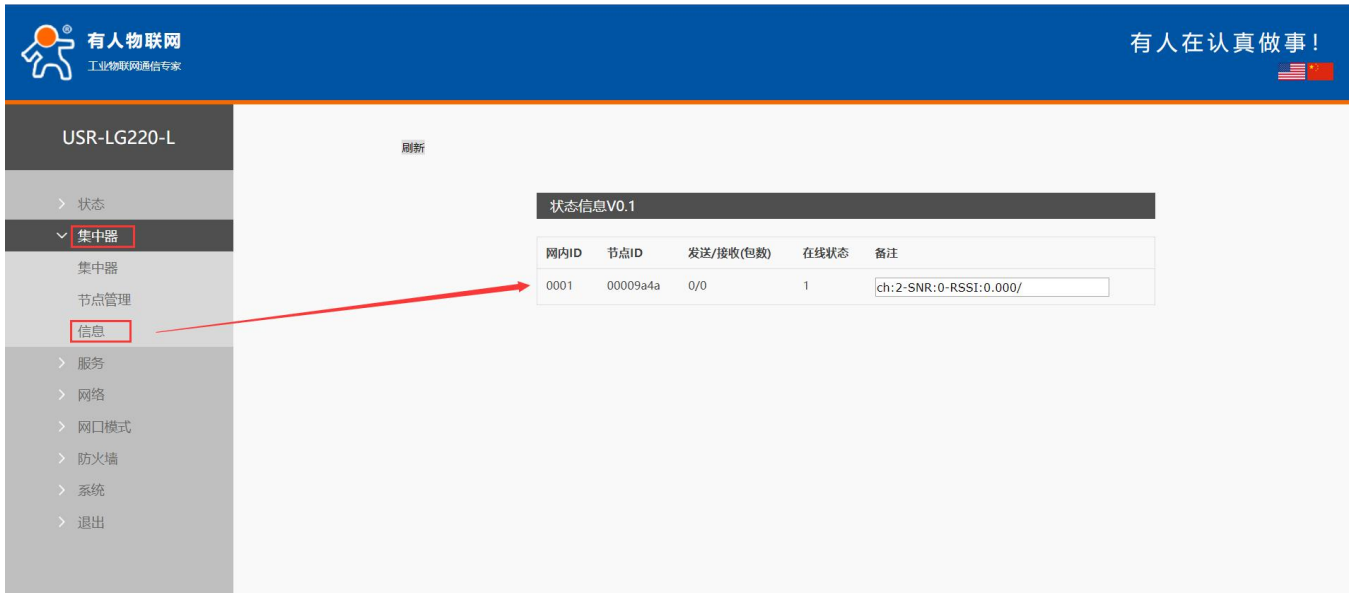 有人物联网
工业物联网通信专家
有人在认真做事！
USR-LG220-L
状态
集中器
集中器
节点管理
信息
服务
网络
网口模式
防火墙
系统
退出
刷新
状态信息V0.1
网内ID 节点ID 发送/接收(包数) 在线状态 备注
0001 00009a4a 0/0 1 ch:2-SNR:0-RSSI:0.000/